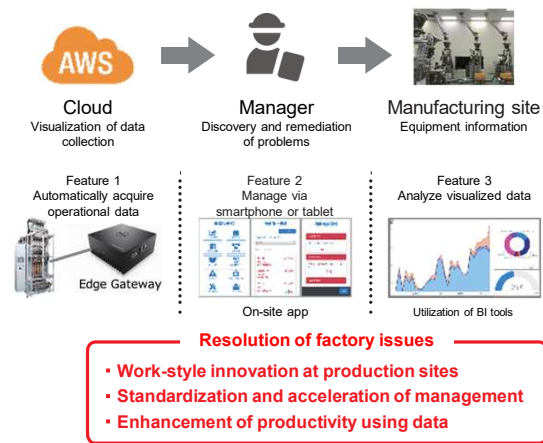 AWS
Cloud
Visualization of data
collection
Manager
Discovery and remediation
of problems
Manufacturing site
Equipment information
Feature 1
Automatically acquire
operational data
Edge Gateway
Feature 2
Manage via
smartphone or tablet
On-site app
Feature 3
Analyze visualized data
Utilization of BI tools
Resolution of factory issues
・Work-style innovation at production sites
・Standardization and acceleration of management
・Enhancement of productivity using data